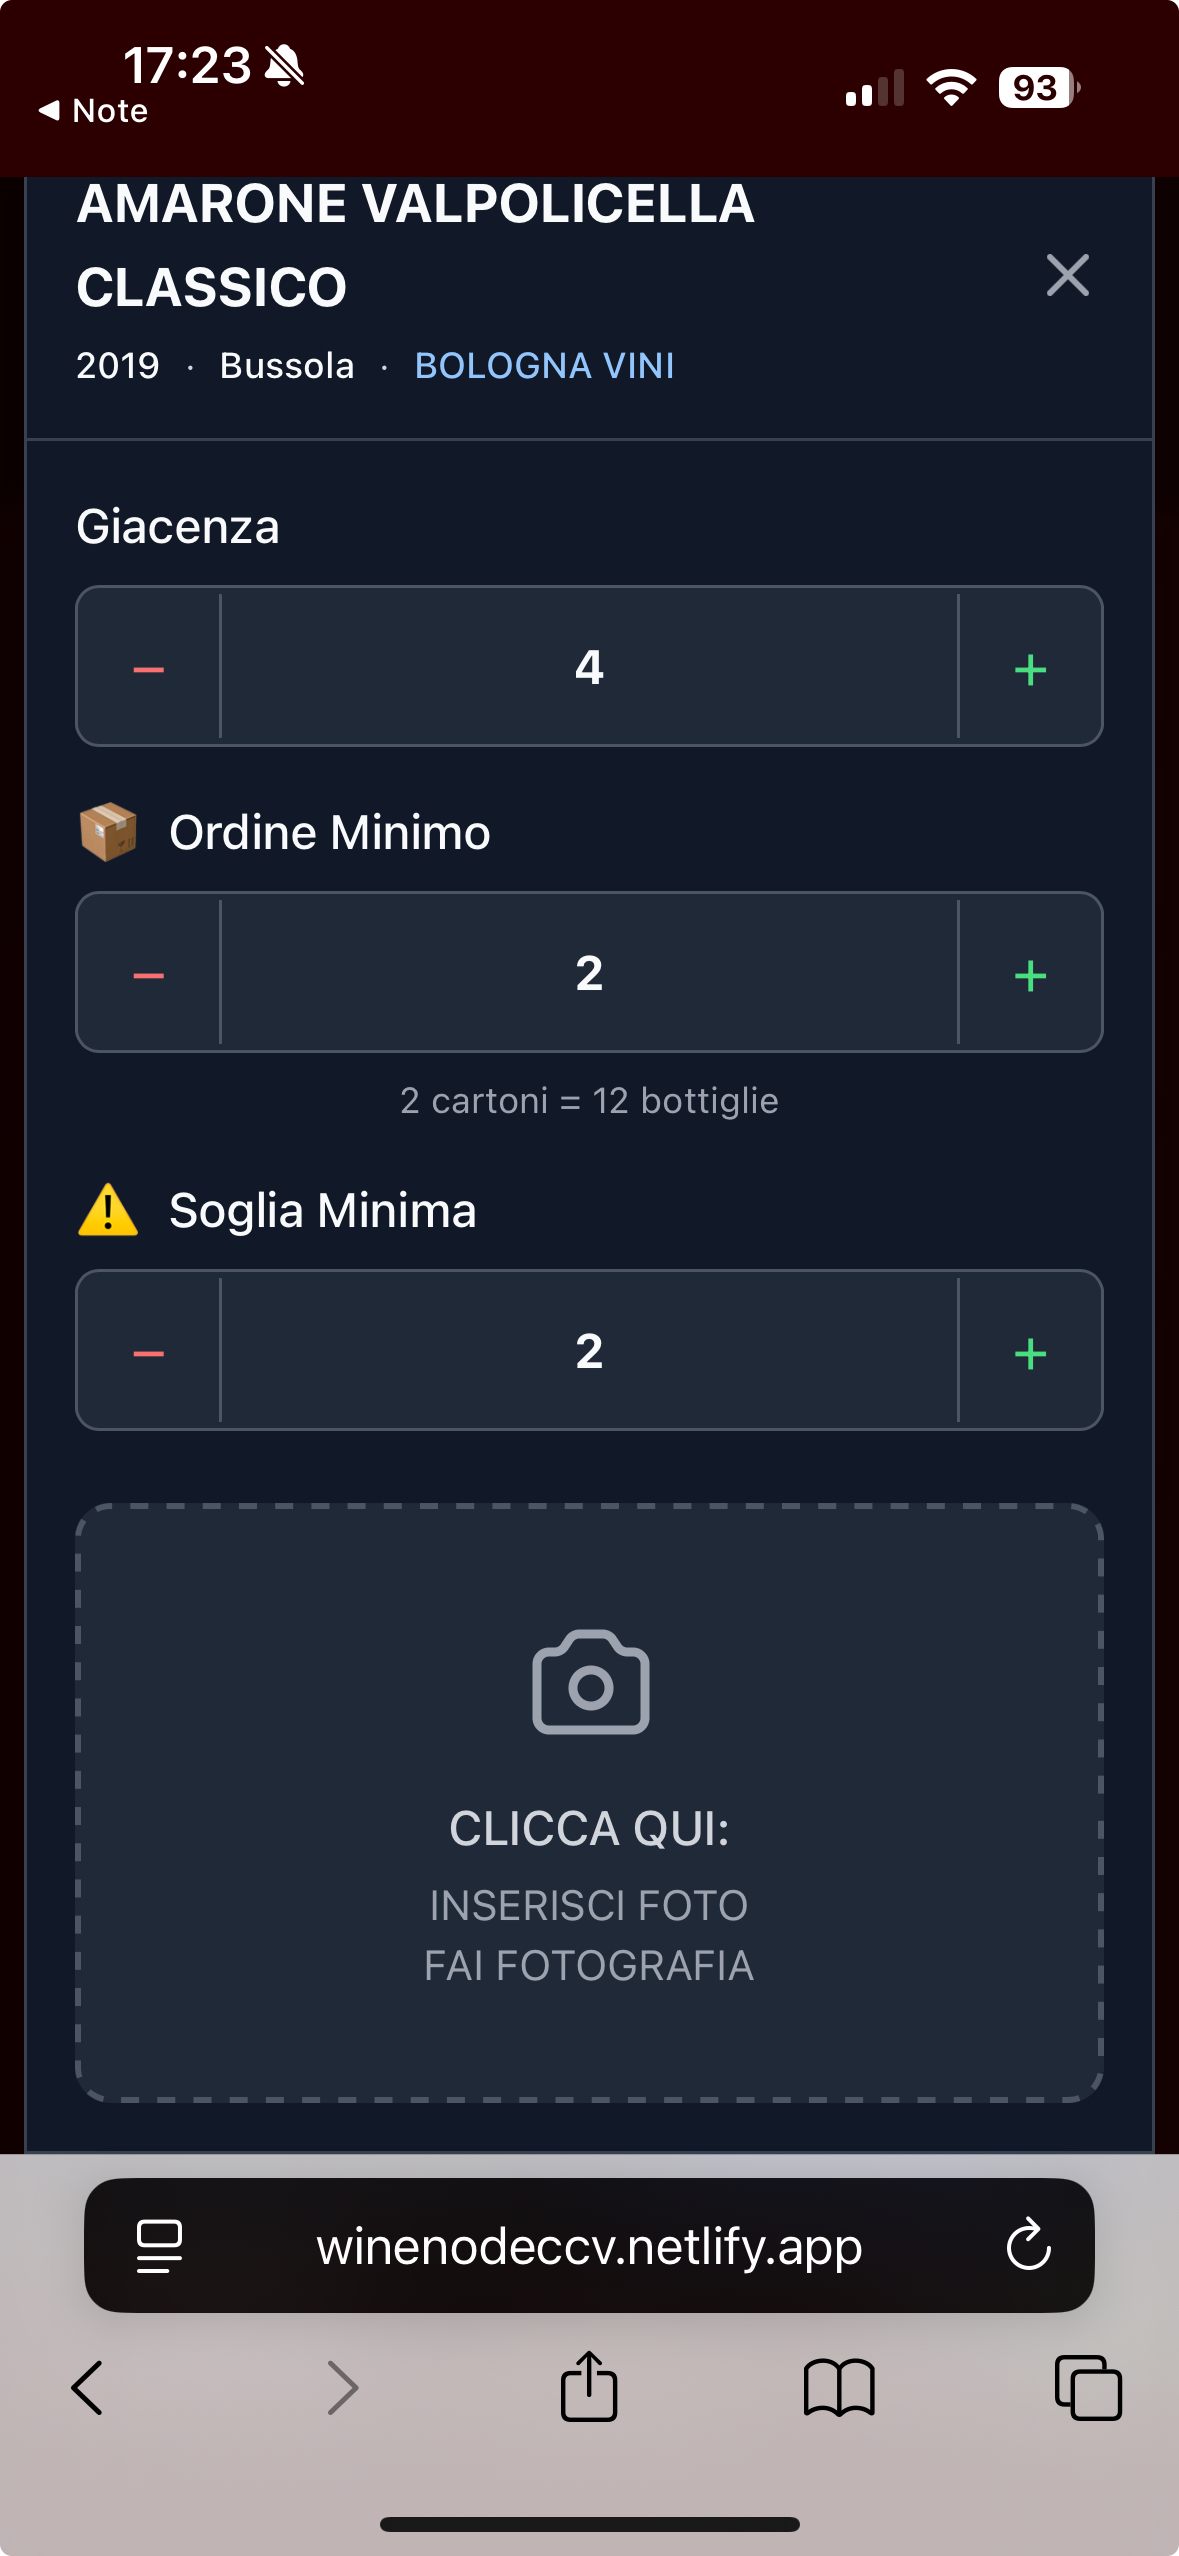 17:23
Note
93
AMARONE VALPOLICELLA
CLASSICO
2019 · Bussola · BOLOGNA VINI
Giacenza
− 4 +
📦 Ordine Minimo
− 2 +
2 cartoni = 12 bottiglie
⚠️ Soglia Minima
− 2 +
CLICCA QUI:
INSERISCI FOTO
FAI FOTOGRAFIA
winenodeccv.netlify.app